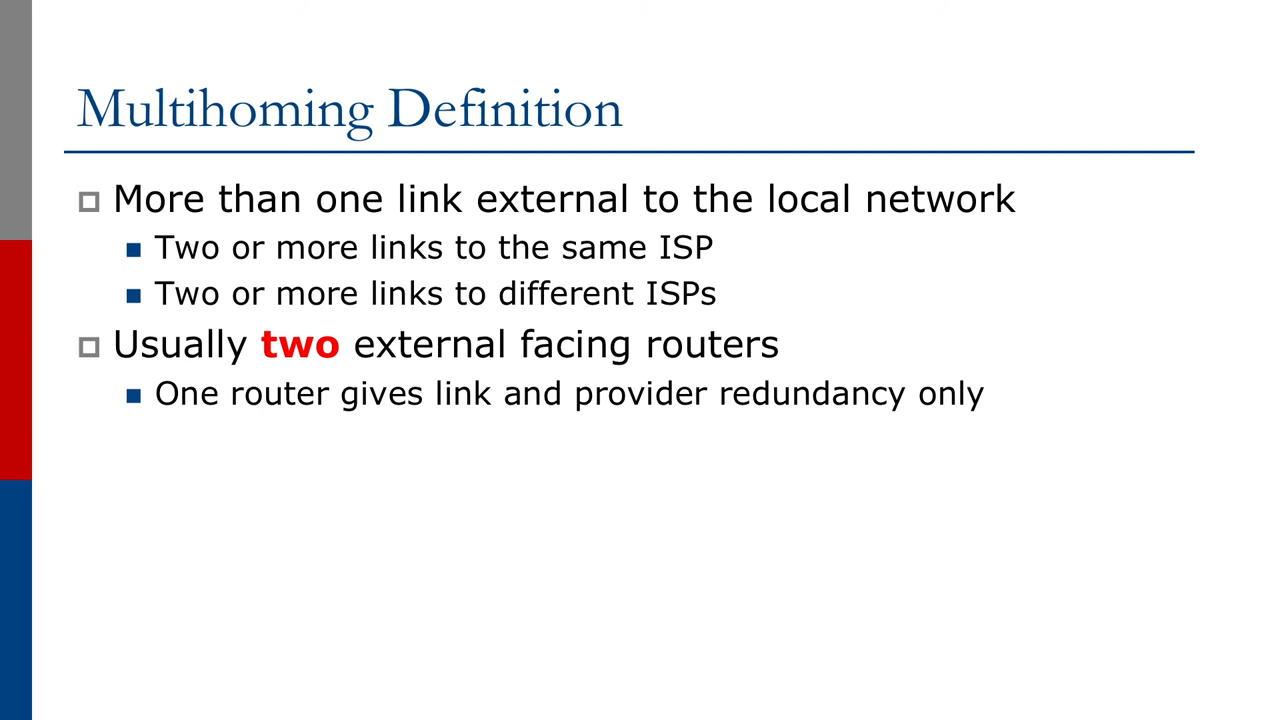 Multihoming Definition
More than one link external to the local network
Two or more links to the same ISP
Two or more links to different ISPs
Usually two external facing routers
One router gives link and provider redundancy only